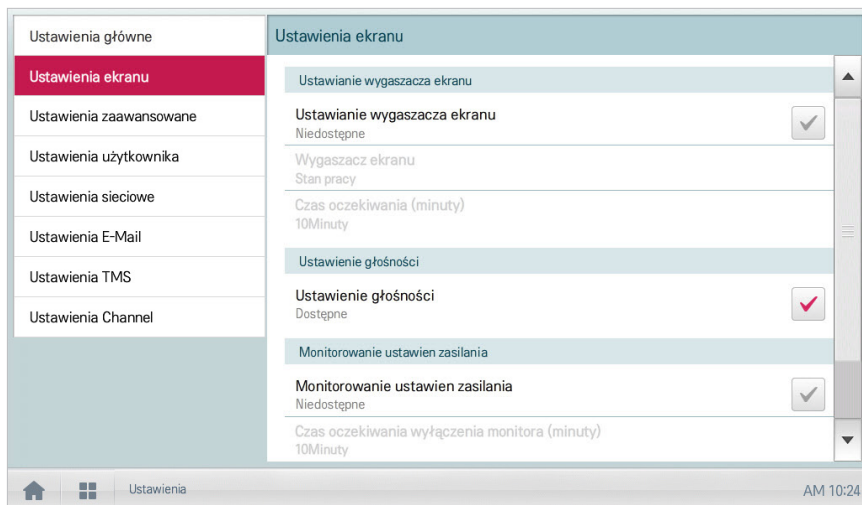 Ustawienia główne
Ustawienia ekranu
Ustawienia zaawansowane
Ustawienia użytkownika
Ustawienia sieciowe
Ustawienia E-Mail
Ustawienia TMS
Ustawienia Channel
Ustawienia ekranu
Ustawianie wygaszacza ekranu
Ustawianie wygaszacza ekranu
Niedostępne
Wygaszacz ekranu
Stan pracy
Czas oczekiwania (minuty)
10Minuty
Ustawienie głośności
Ustawienie głośności
Dostępne
Monitorowanie ustawien zasilania
Monitorowanie ustawien zasilania
Niedostępne
Czas oczekiwania wyłączenia monitora (minuty)
10Minuty
Ustawienia
AM 10:24